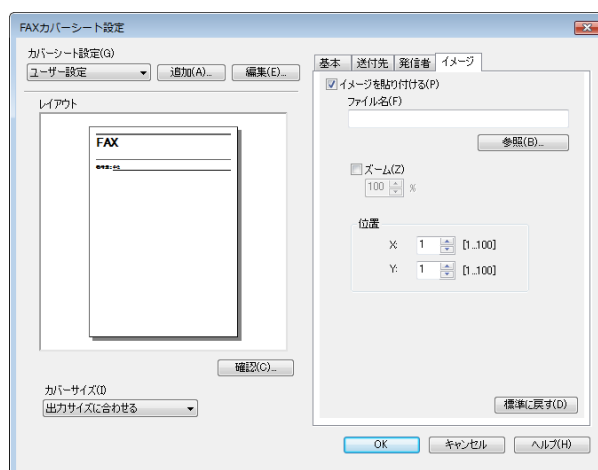 FAXカバーシート設定
カバーシート設定(G)
ユーザー設定
追加(A)...
編集(E)...
レイアウト
FAX
確認(C)...
カバーサイズ(I)
出力サイズに合わせる
基本
送付先
発信者
イメージ
イメージを貼り付ける(P)
ファイル名(F)
参照(B)...
ズーム(Z)
100
%
位置
X:
1
[1...100]
Y:
1
[1...100]
標準に戻す(D)
OK
キャンセル
ヘルプ(H)